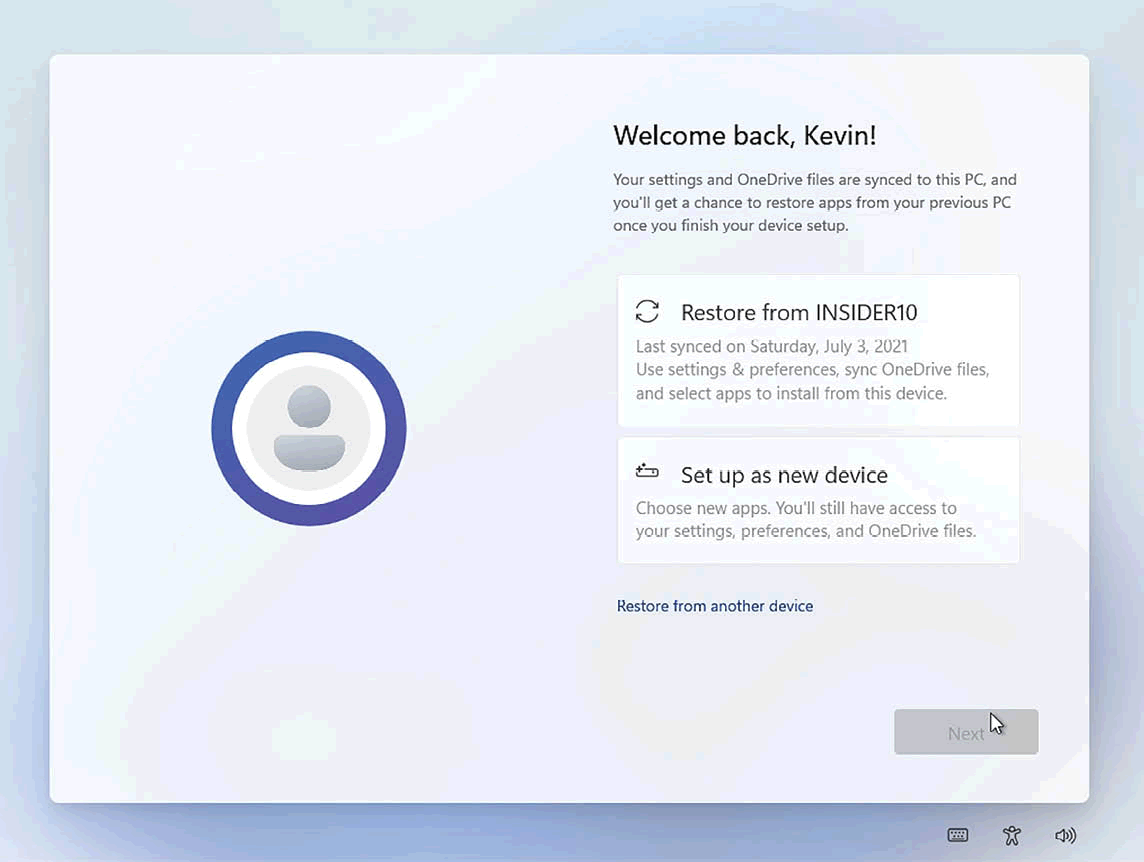 Welcome back, Kevin!
Your settings and OneDrive files are synced to this PC, and
you'll get a chance to restore apps from your previous PC
once you finish your device setup.
Restore from INSIDER10
Last synced on Saturday, July 3, 2021
Use settings & preferences, sync OneDrive files,
and select apps to install from this device.
Set up as new device
Choose new apps. You'll still have access to
your settings, preferences, and OneDrive files.
Restore from another device
Next